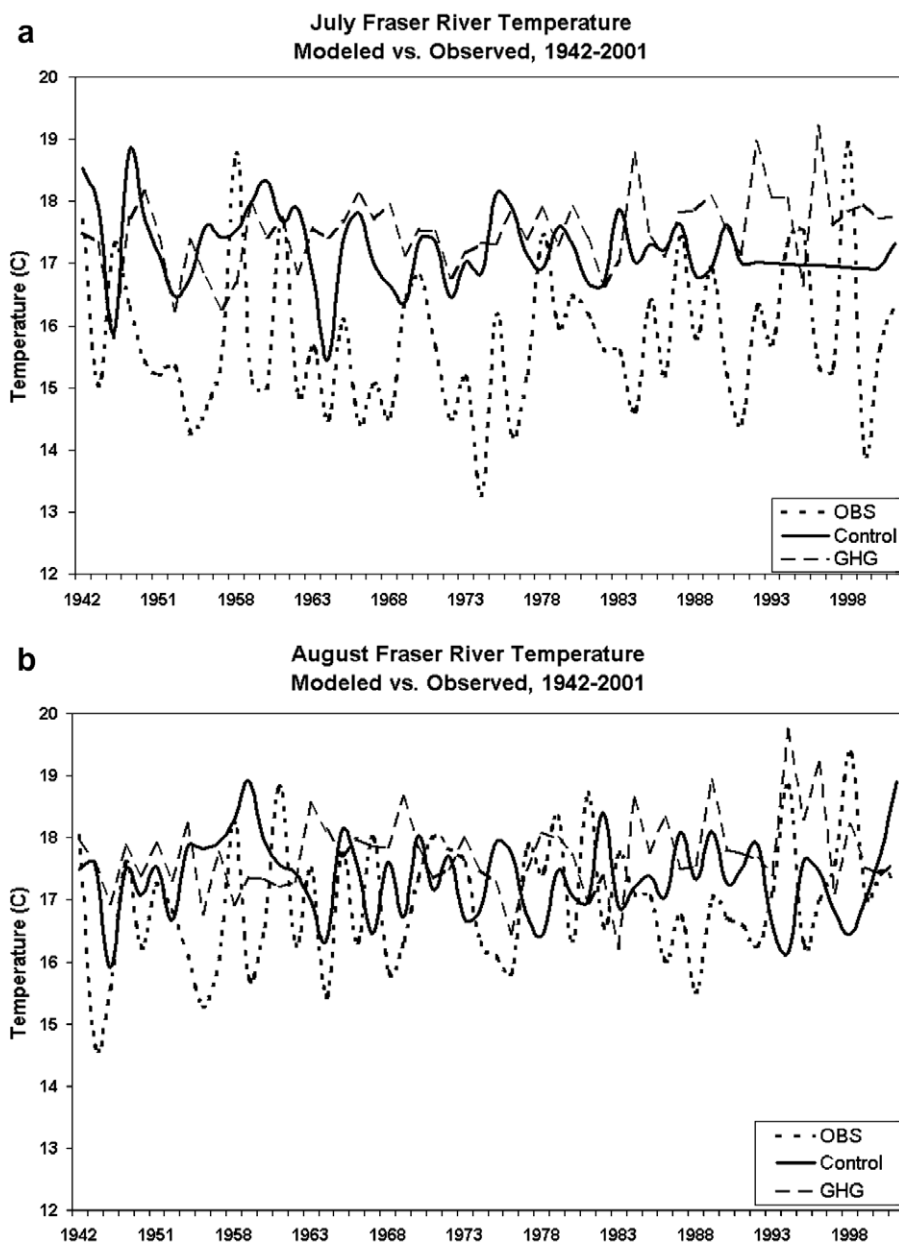 a
July Fraser River Temperature
Modeled vs. Observed, 1942-2001
Temperature (C)
20
19
18
17
16
15
14
13
12
OBS
Control
GHG
1942 1951 1958 1963 1968 1973 1978 1983 1988 1993 1998
b
August Fraser River Temperature
Modeled vs. Observed, 1942-2001
Temperature (C)
20
19
18
17
16
15
14
13
12
OBS
Control
GHG
1942 1951 1958 1963 1968 1973 1978 1983 1988 1993 1998